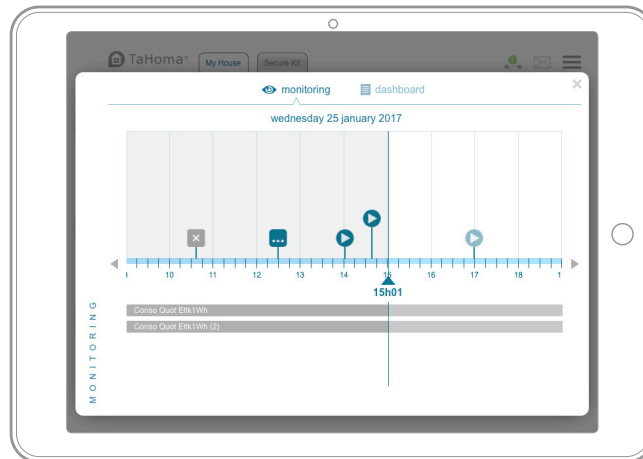 TaHoma®
My House
Secure Kit
monitoring
dashboard
wednesday 25 january 2017
10 11 12 13 14 15 16 17 18 1
15h01
MONITORING
Conso Quot Eltk1Wh
Conso Quot Eltk1Wh (2)